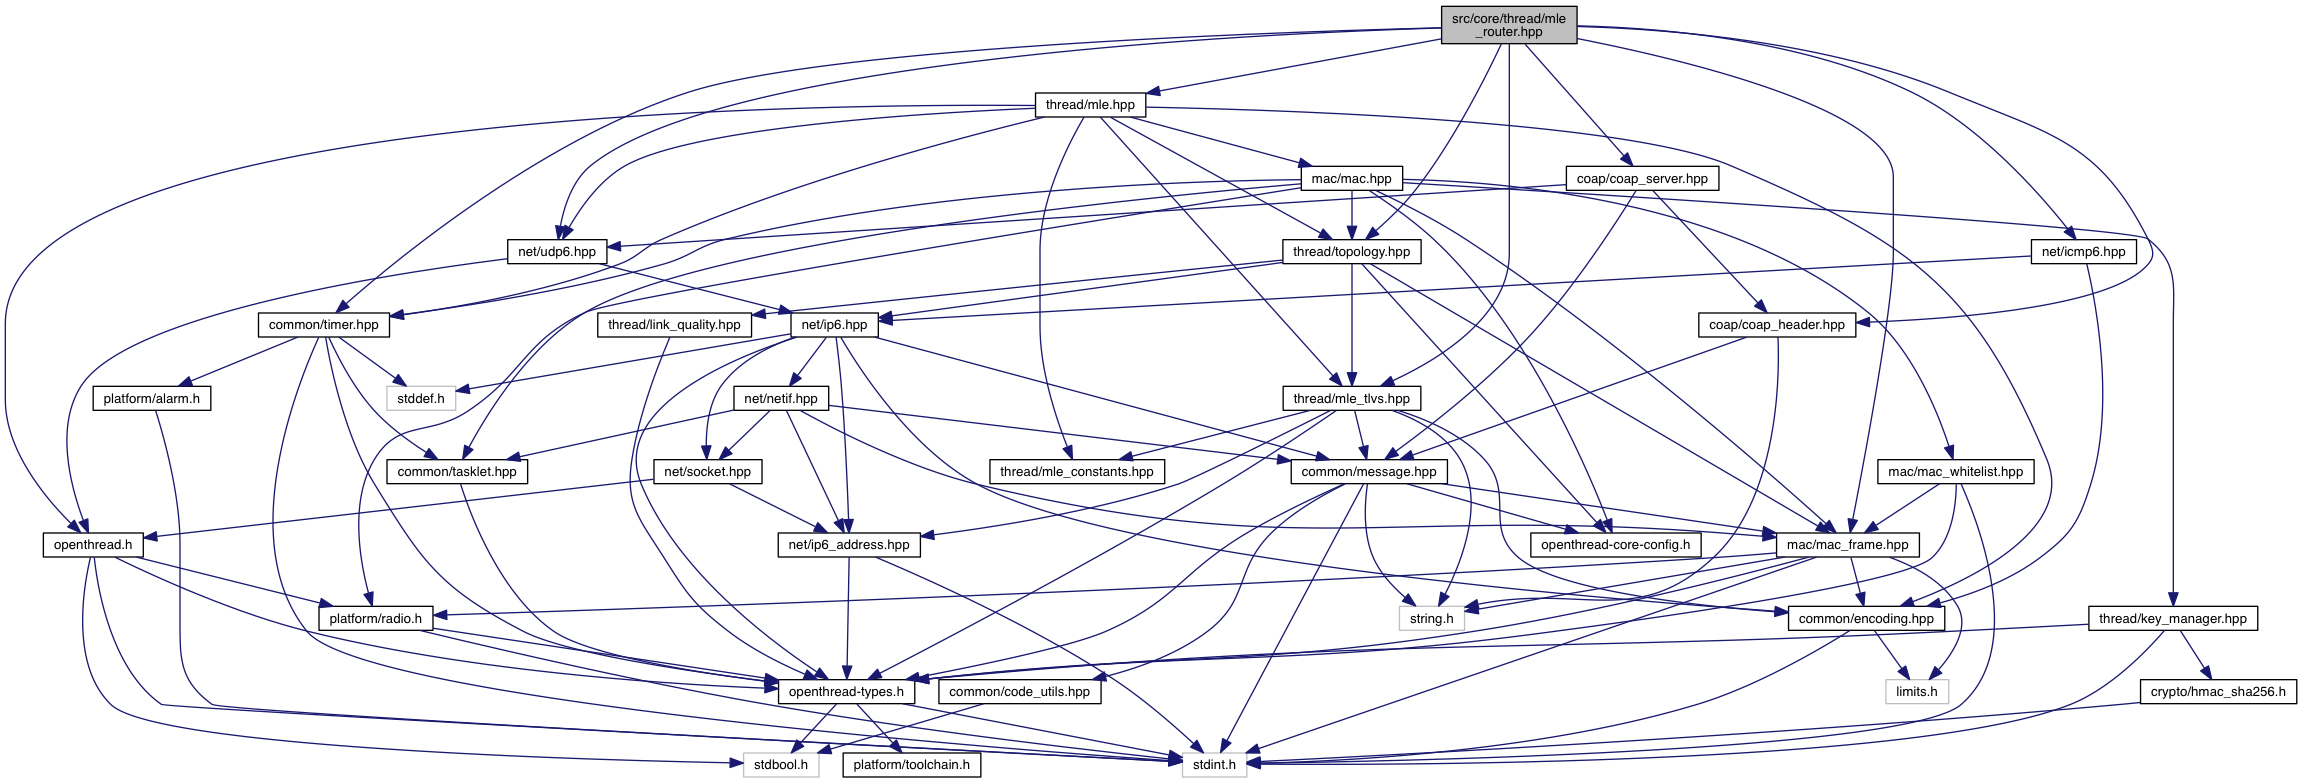 src/core/thread/mle
_router.hpp
thread/mle.hpp
mac/mac.hpp
coap/coap_server.hpp
net/udp6.hpp
thread/topology.hpp
net/icmp6.hpp
common/timer.hpp
thread/link_quality.hpp
net/ip6.hpp
coap/coap_header.hpp
platform/alarm.h
stddef.h
net/netif.hpp
thread/mle_tlvs.hpp
common/tasklet.hpp
net/socket.hpp
thread/mle_constants.hpp
common/message.hpp
mac/mac_whitelist.hpp
openthread.h
net/ip6_address.hpp
openthread-core-config.h
mac/mac_frame.hpp
platform/radio.h
string.h
common/encoding.hpp
thread/key_manager.hpp
openthread-types.h
common/code_utils.hpp
limits.h
crypto/hmac_sha256.h
stdbool.h
platform/toolchain.h
stdint.h